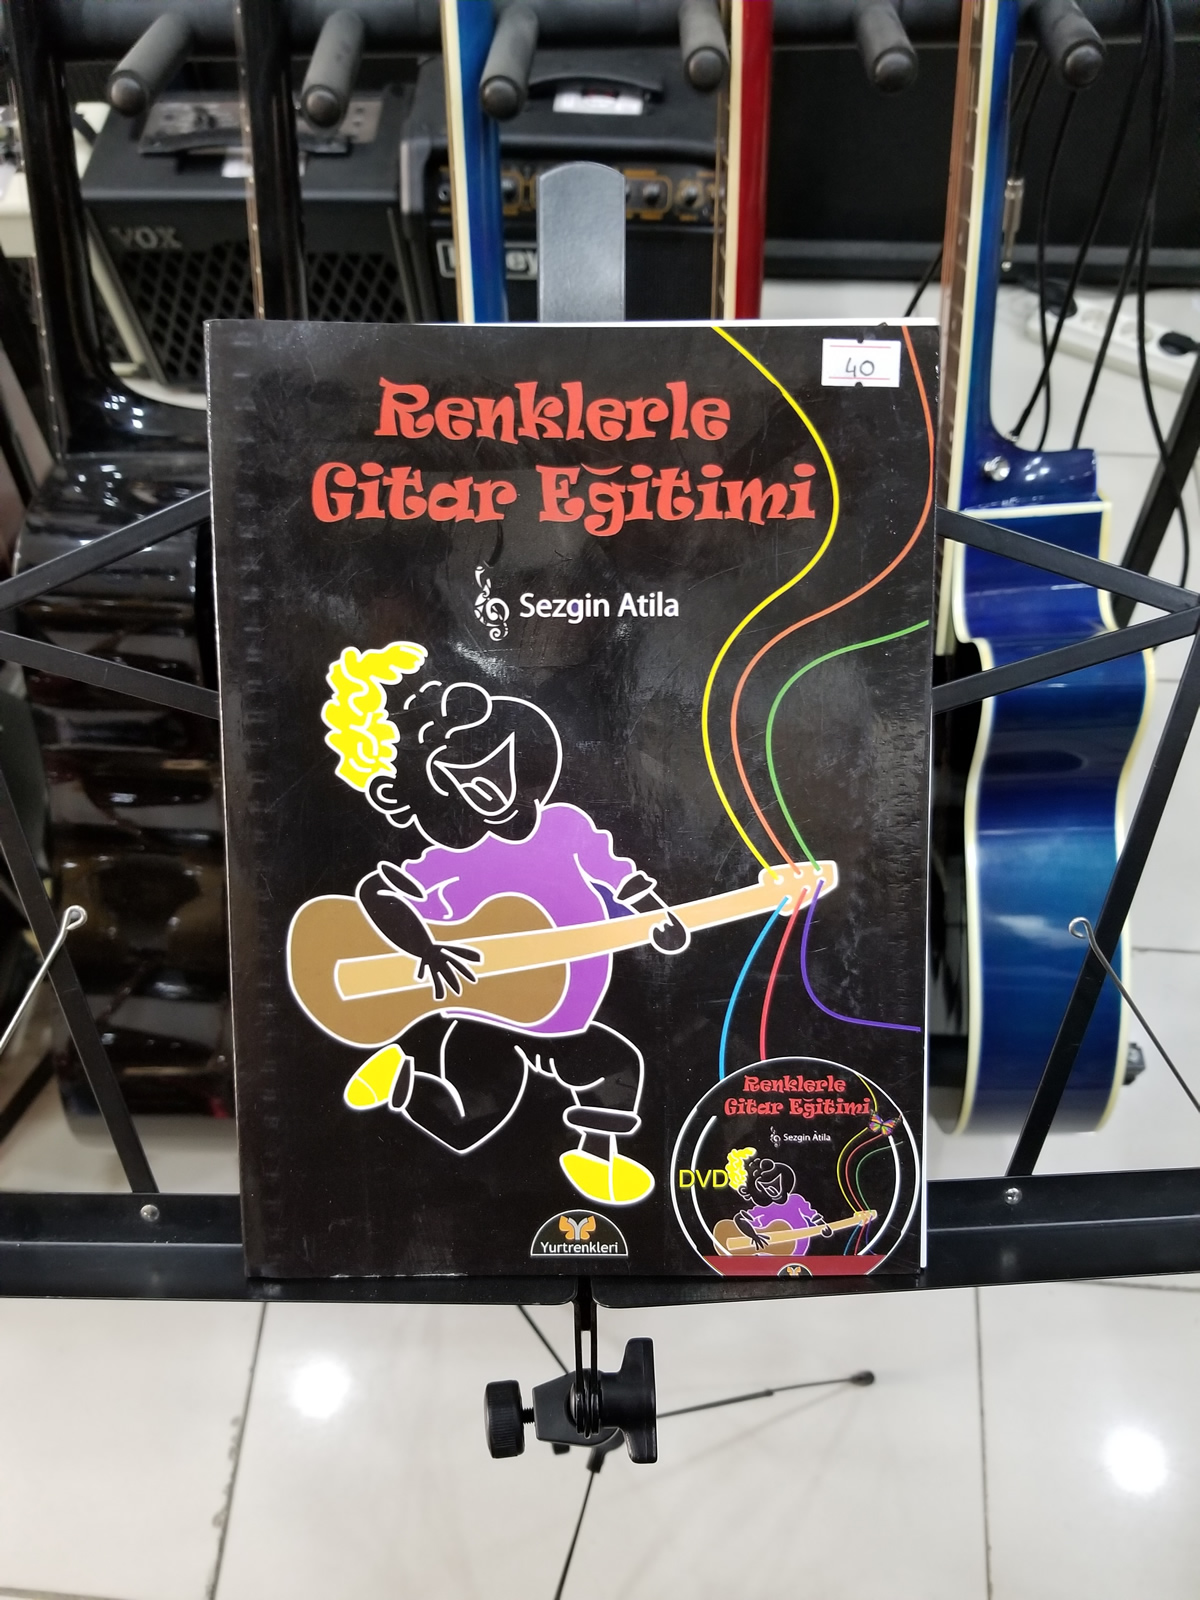 VOX
40
Renklerle
Gitar Eğitimi
Sezgin Atila
Renklerle
Gitar Eğitimi
Sezgin Atila
DVD
Yurtrenkleri